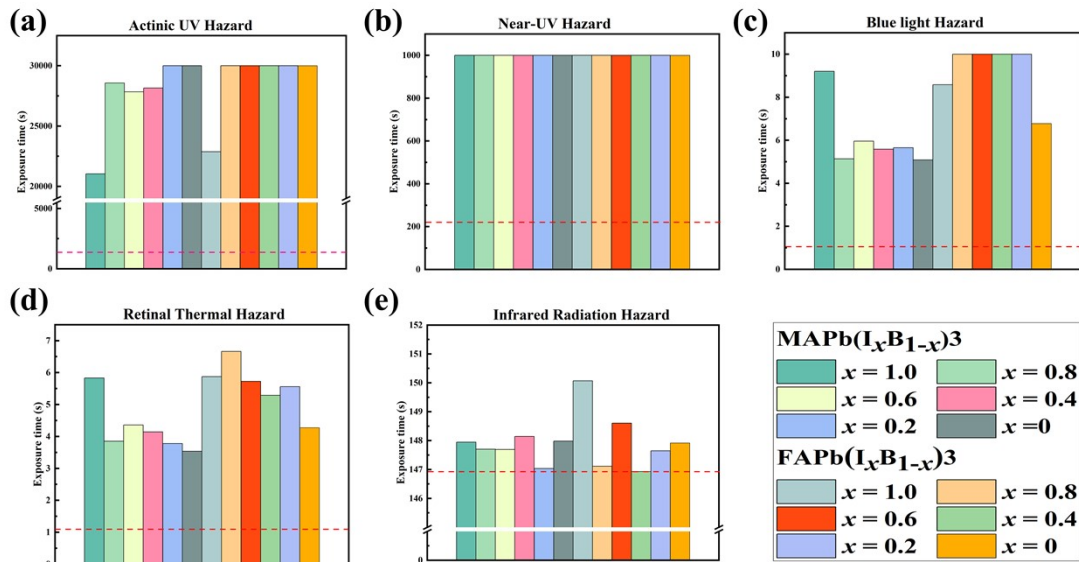 (a)
Actinic UV Hazard
Exposure time (s)
30000
25000
20000
5000
0
(b)
Near-UV Hazard
Exposure time (s)
1000
800
600
400
200
0
(c)
Blue light Hazard
Exposure time (s)
10
8
6
4
2
0
(d)
Retinal Thermal Hazard
Exposure time (s)
7
6
5
4
3
2
1
0
(e)
Infrared Radiation Hazard
Exposure time (s)
152
151
150
149
148
147
146
0
MAPb(IxB1-x)3
x = 1.0 x = 0.8
x = 0.6 x = 0.4
x = 0.2 x =0
FAPb(IxB1-x)3
x = 1.0 x = 0.8
x = 0.6 x = 0.4
x = 0.2 x = 0